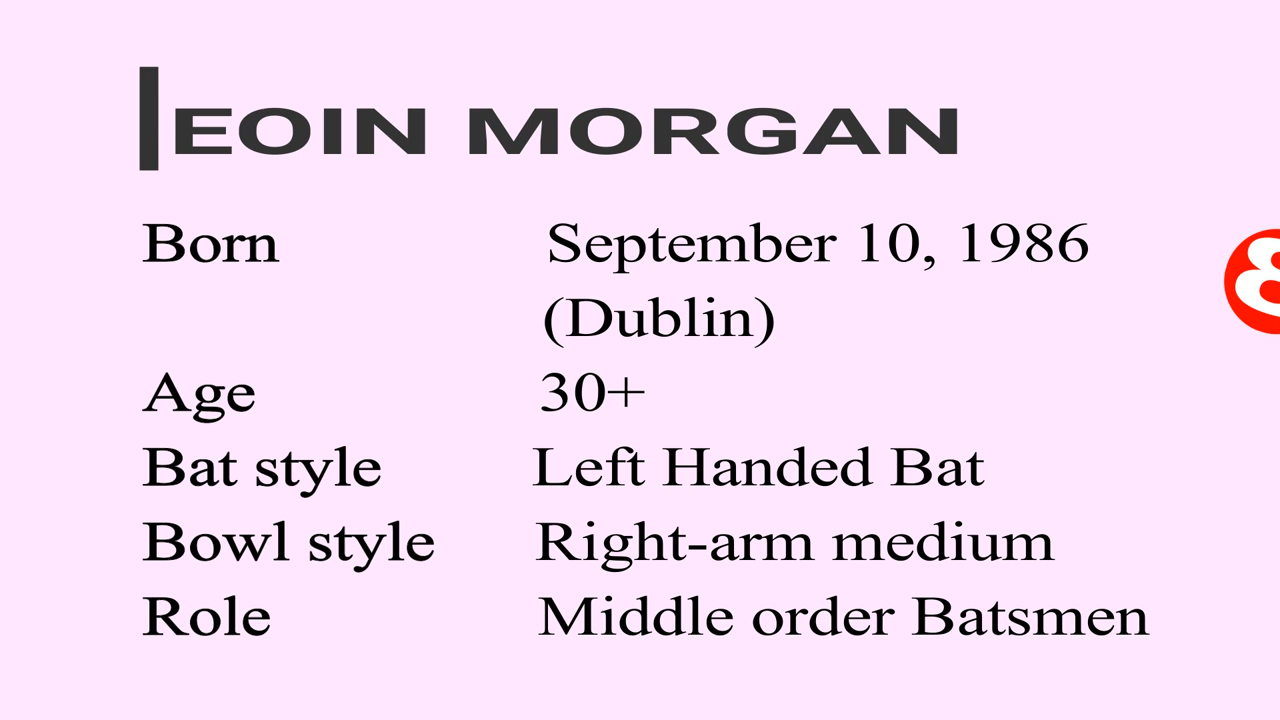 EOIN MORGAN
Born September 10, 1986
(Dublin)
Age 30+
Bat style Left Handed Bat
Bowl style Right-arm medium
Role Middle order Batsmen
8